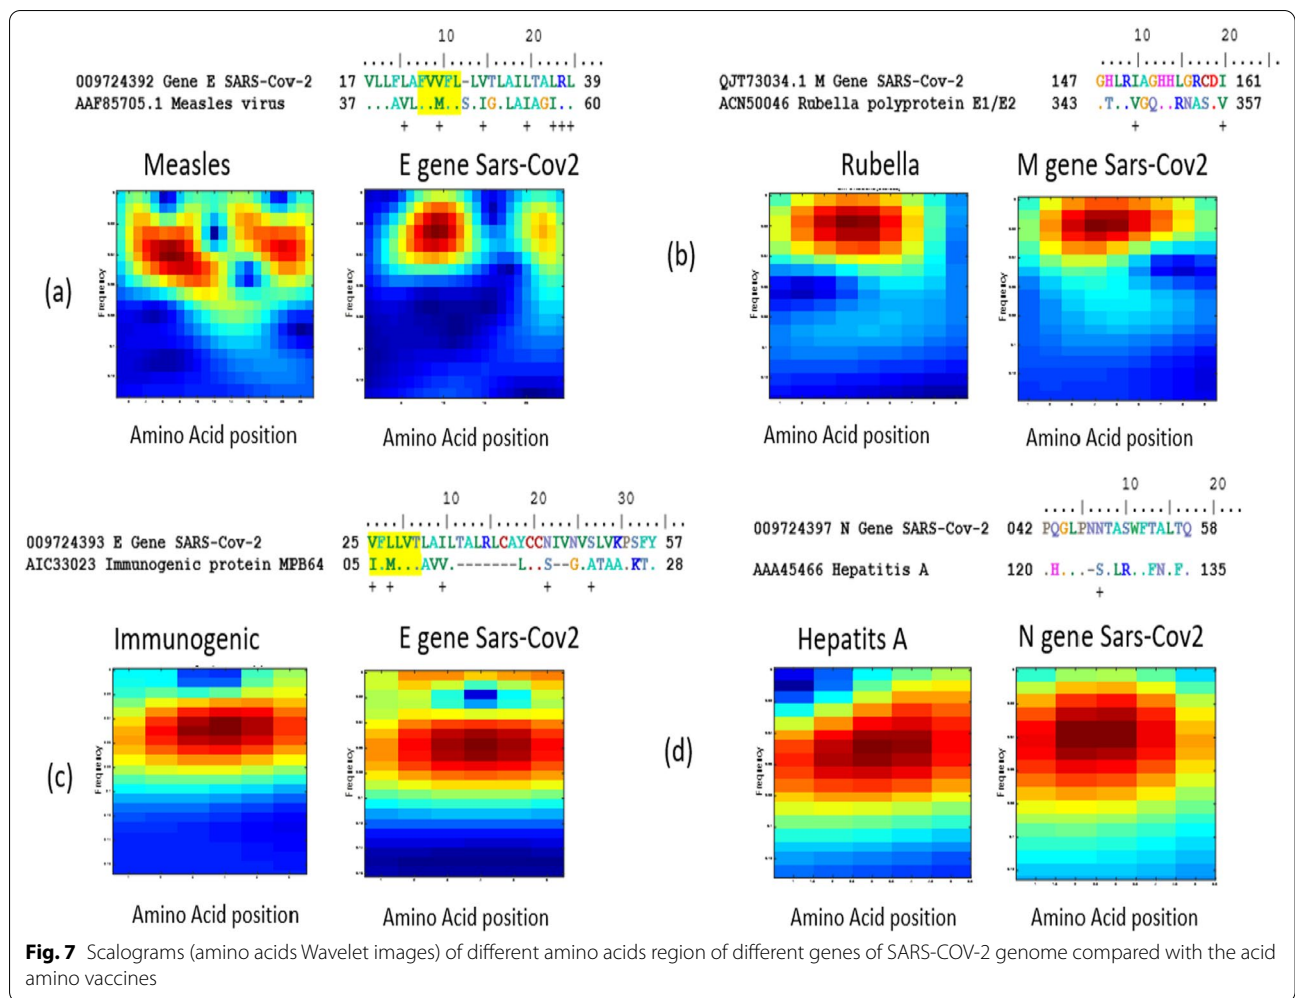 10 20
009724392 Gene E SARS-Cov-2 17 VLLFLAFVVFL-LVTLAILTALRL 39
AAF85705.1 Measles virus 37 ...AVL..M..S.IG.LAIAGI.. 60
+ + + + +++
Measles E gene Sars-Cov2
Frequency
Frequency
(a)
Amino Acid position Amino Acid position
10 20
QJT73034.1 M Gene SARS-Cov-2 147 GHLRIAGHHLGRCDI 161
ACN50046 Rubella polyprotein E1/E2 343 .T..VGQ..RNAS.V 357
+ +
Rubella M gene Sars-Cov2
Frequency
Frequency
(b)
Amino Acid position Amino Acid position
10 20 30
009724393 E Gene SARS-Cov-2 25 VFLLVTLAILTALRLCAYCCNIVNVSLVKPSFY 57
AIC33023 Immunogenic protein MPB64 05 I.M...AVV.-------L..S--G.ATAA.KT. 28
+ + + + +
Immunogenic E gene Sars-Cov2
Frequency
Frequency
(c)
Amino Acid position Amino Acid position
10 20
009724397 N Gene SARS-Cov-2 042 PQGLPNNTASWFTALTQ 58
AAA45466 Hepatitis A 120 .H...-S.LR..FN.F. 135
+
Hepatits A N gene Sars-Cov2
Frequency
Frequency
(d)
Amino Acid position Amino Acid position
Fig. 7 Scalograms (amino acids Wavelet images) of different amino acids region of different genes of SARS-COV-2 genome compared with the acid
amino vaccines